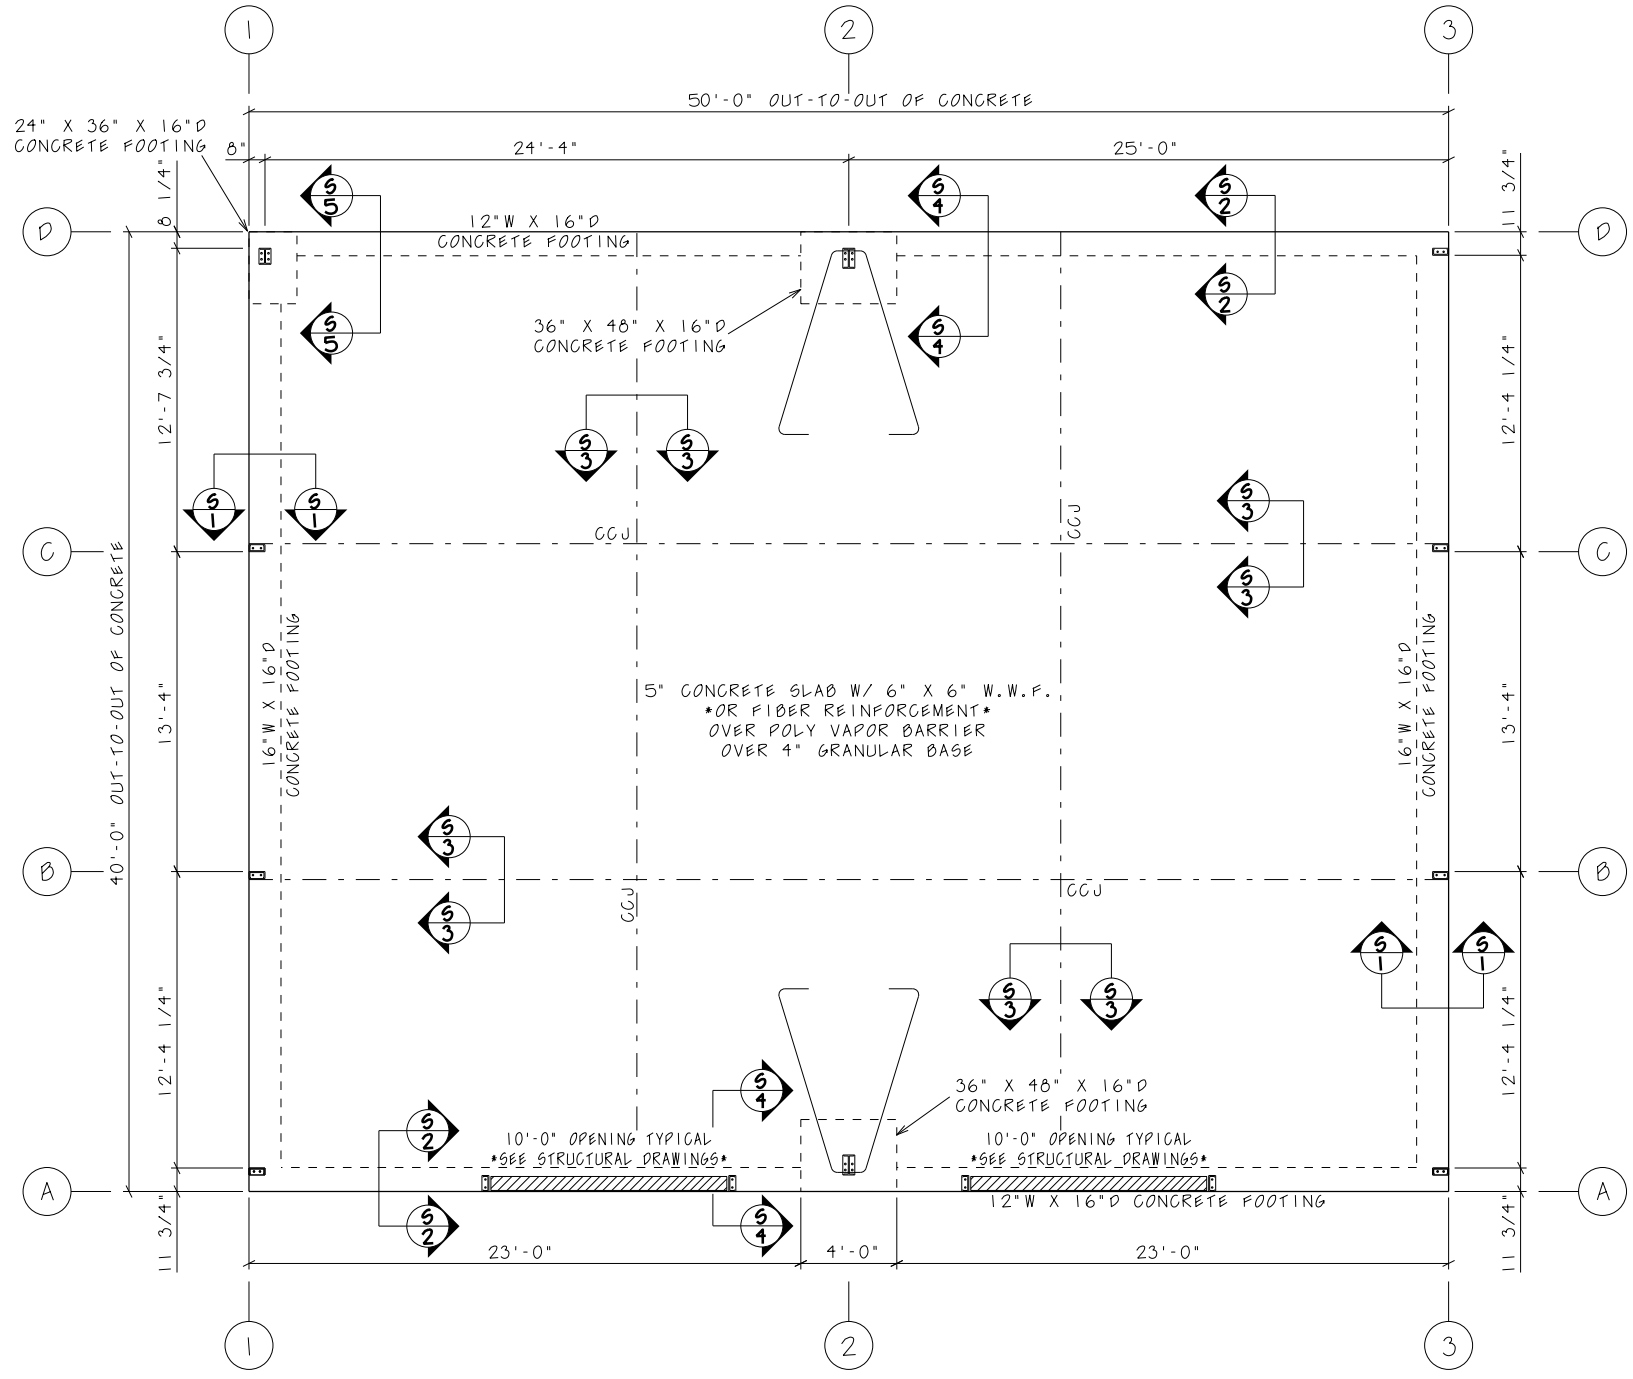 1
2
3
50'-0" OUT-TO-OUT OF CONCRETE
24" X 36" X 16"D
CONCRETE FOOTING
8"
24'-4"
25'-0"
8 1/4"
11 3/4"
S
5
S
4
S
2
D
12"W X 16"D
CONCRETE FOOTING
D
S
2
36" X 48" X 16"D
CONCRETE FOOTING
S
5
S
4
12'-7 3/4"
12'-4 1/4"
S
3
S
3
S
1
S
1
S
3
CCJ
CCJ
C
C
S
3
40'-0" OUT-TO-OUT OF CONCRETE
13'-4"
16"W X 16"D
CONCRETE FOOTING
5" CONCRETE SLAB W/ 6" X 6" W.W.F.
*OR FIBER REINFORCEMENT*
OVER POLY VAPOR BARRIER
OVER 4" GRANULAR BASE
16"W X 16"D
CONCRETE FOOTING
13'-4"
S
3
B
B
CCJ
CCJ
S
3
S
1
S
1
S
3
S
3
12'-4 1/4"
12'-4 1/4"
S
4
36" X 48" X 16"D
CONCRETE FOOTING
S
2
10'-0" OPENING TYPICAL
*SEE STRUCTURAL DRAWINGS*
10'-0" OPENING TYPICAL
*SEE STRUCTURAL DRAWINGS*
A
A
12"W X 16"D CONCRETE FOOTING
S
2
S
4
11 3/4"
11 3/4"
23'-0"
4'-0"
23'-0"
1
2
3